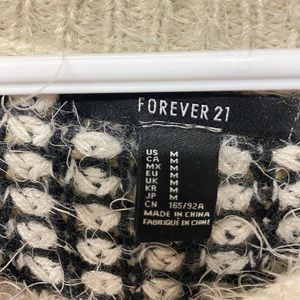 FOREVER 21
US M
CA M
MX M
EU M
UK M
KR M
JP M
CN 165/92A
MADE IN CHINA
FABRIQUÉ EN CHINE